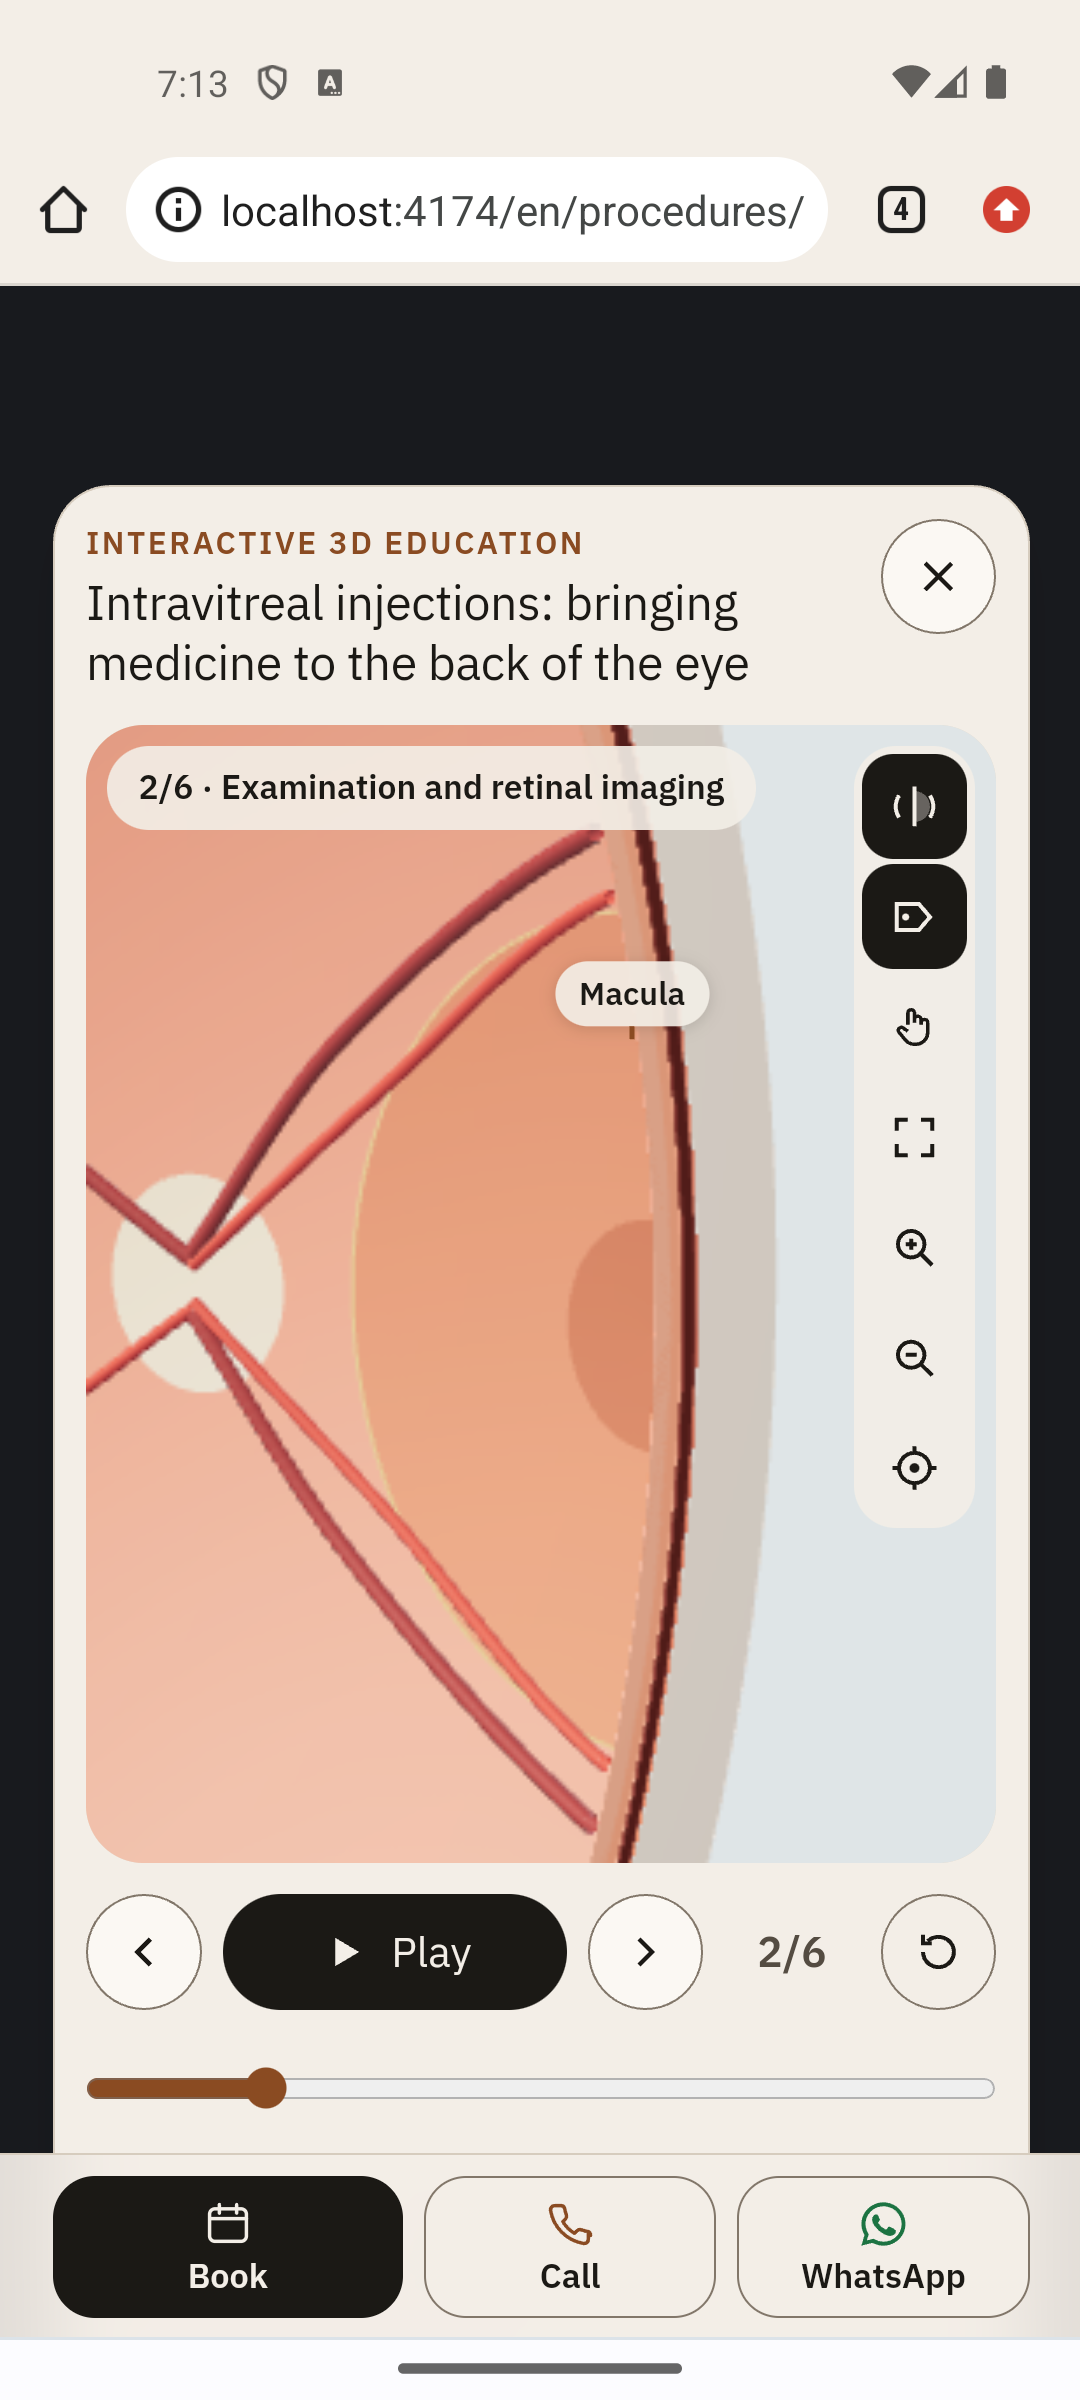 7:13
localhost:4174/en/procedures/
4
INTERACTIVE 3D EDUCATION
Intravitreal injections: bringing
medicine to the back of the eye
2/6 · Examination and retinal imaging
Macula
Play
2/6
Book
Call
WhatsApp